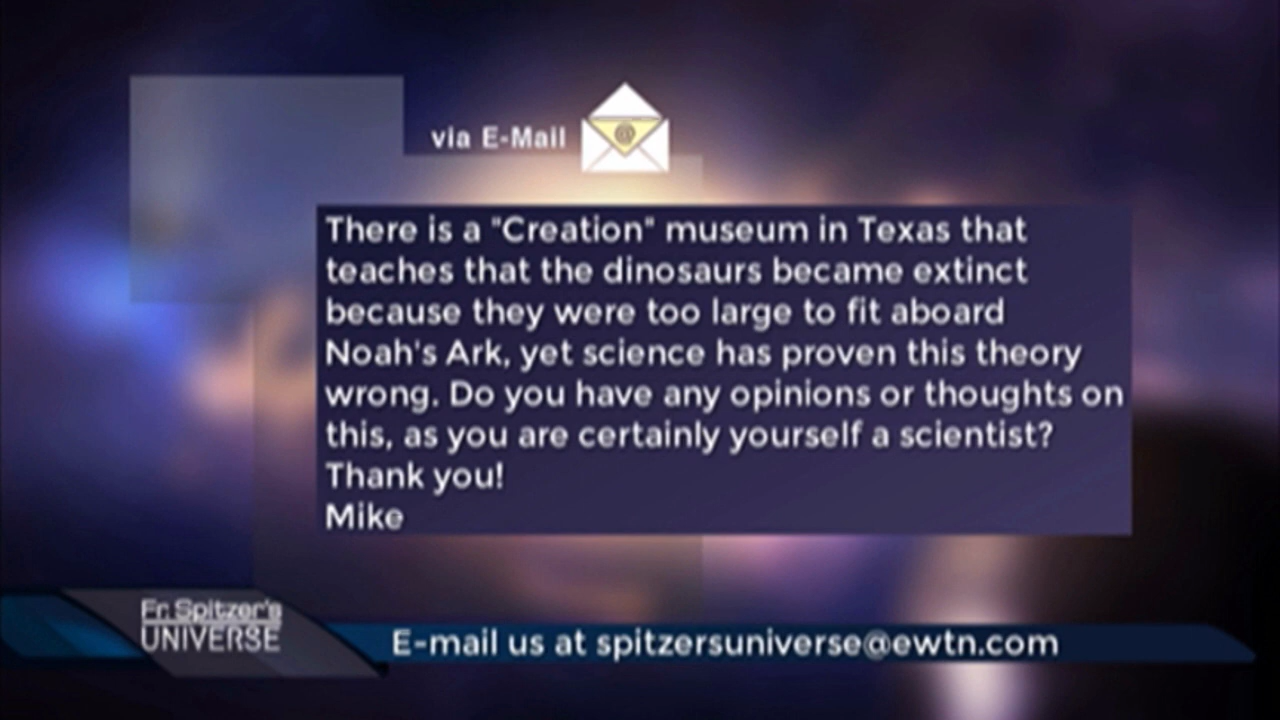 via E-Mail
@
There is a "Creation" museum in Texas that
teaches that the dinosaurs became extinct
because they were too large to fit aboard
Noah's Ark, yet science has proven this theory
wrong. Do you have any opinions or thoughts on
this, as you are certainly yourself a scientist?
Thank you!
Mike
Fr. Spitzer's
UNIVERSE
E-mail us at spitzersuniverse@ewtn.com